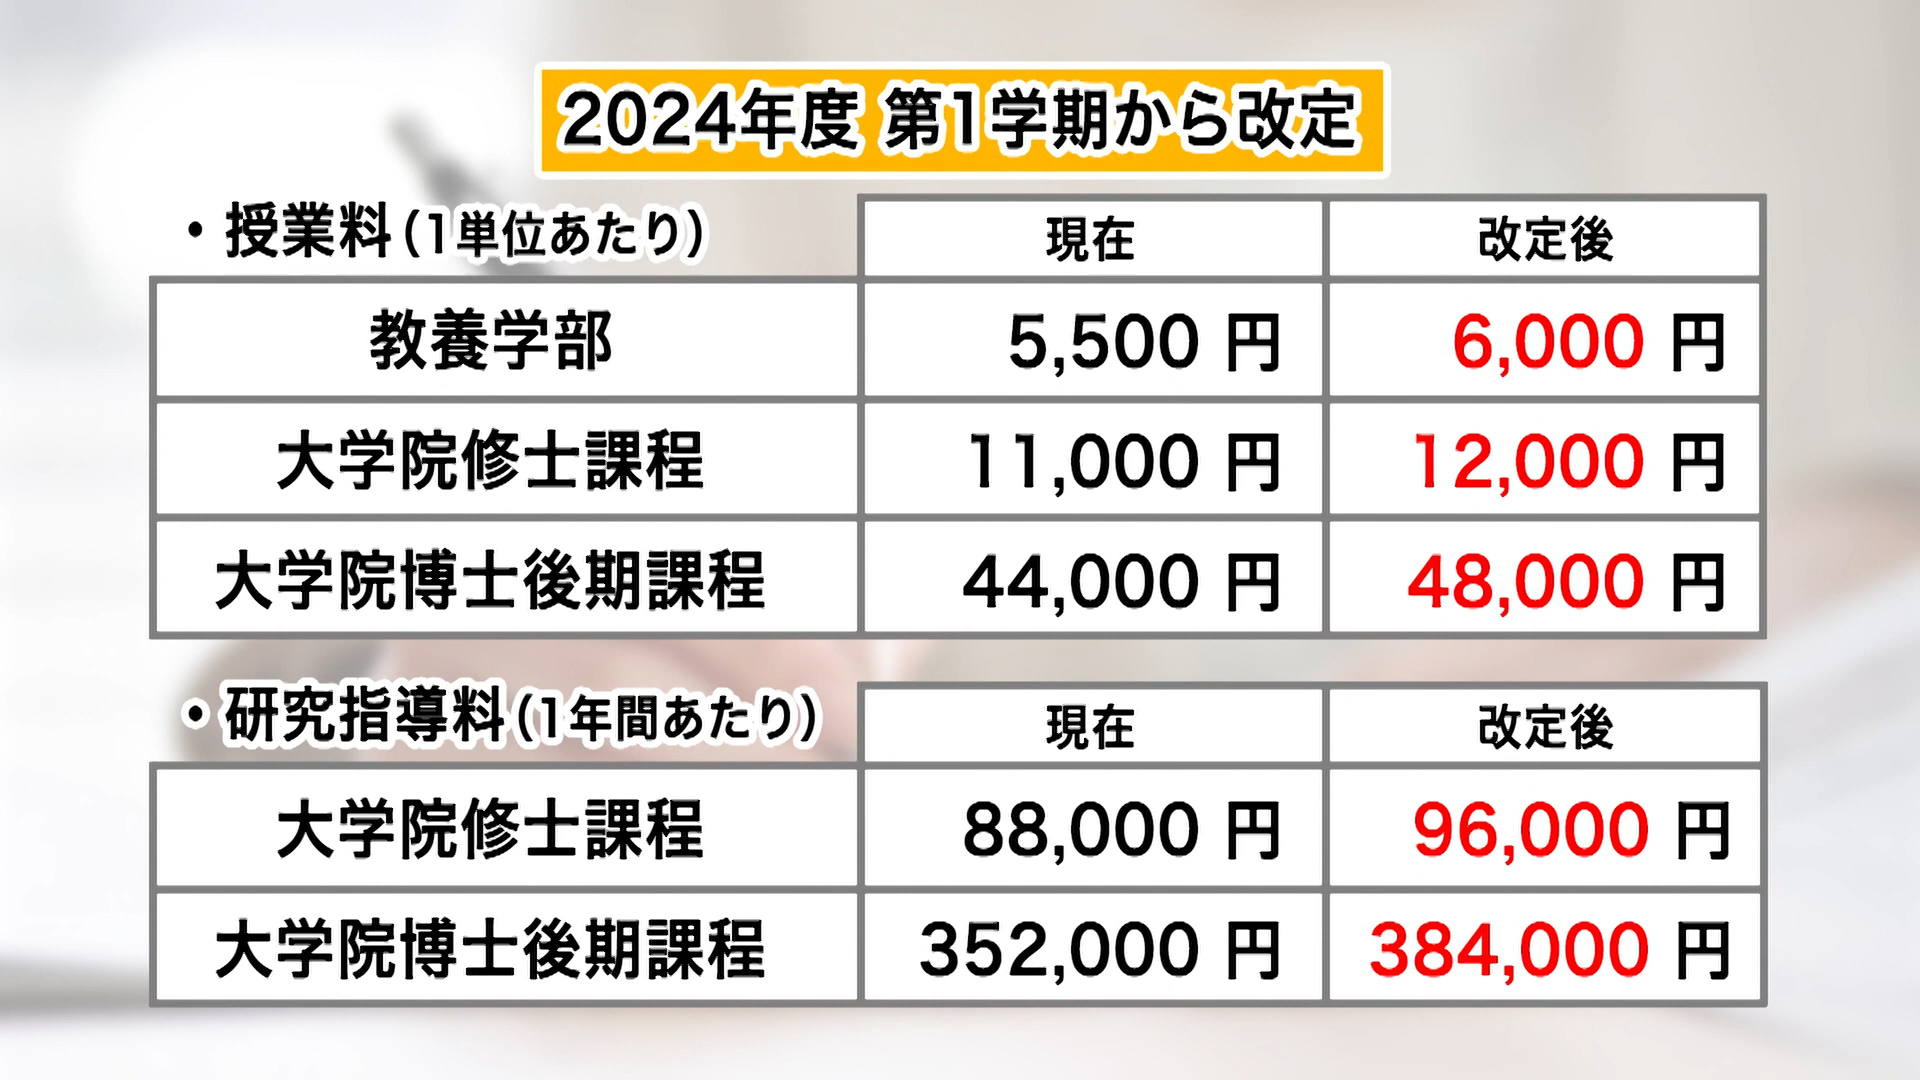 2024年度 第1学期から改定
・授業料(1単位あたり) 現在 改定後
教養学部 5,500 円 6,000 円
大学院修士課程 11,000 円 12,000 円
大学院博士後期課程 44,000 円 48,000 円
・研究指導料(1年間あたり) 現在 改定後
大学院修士課程 88,000 円 96,000 円
大学院博士後期課程 352,000 円 384,000 円